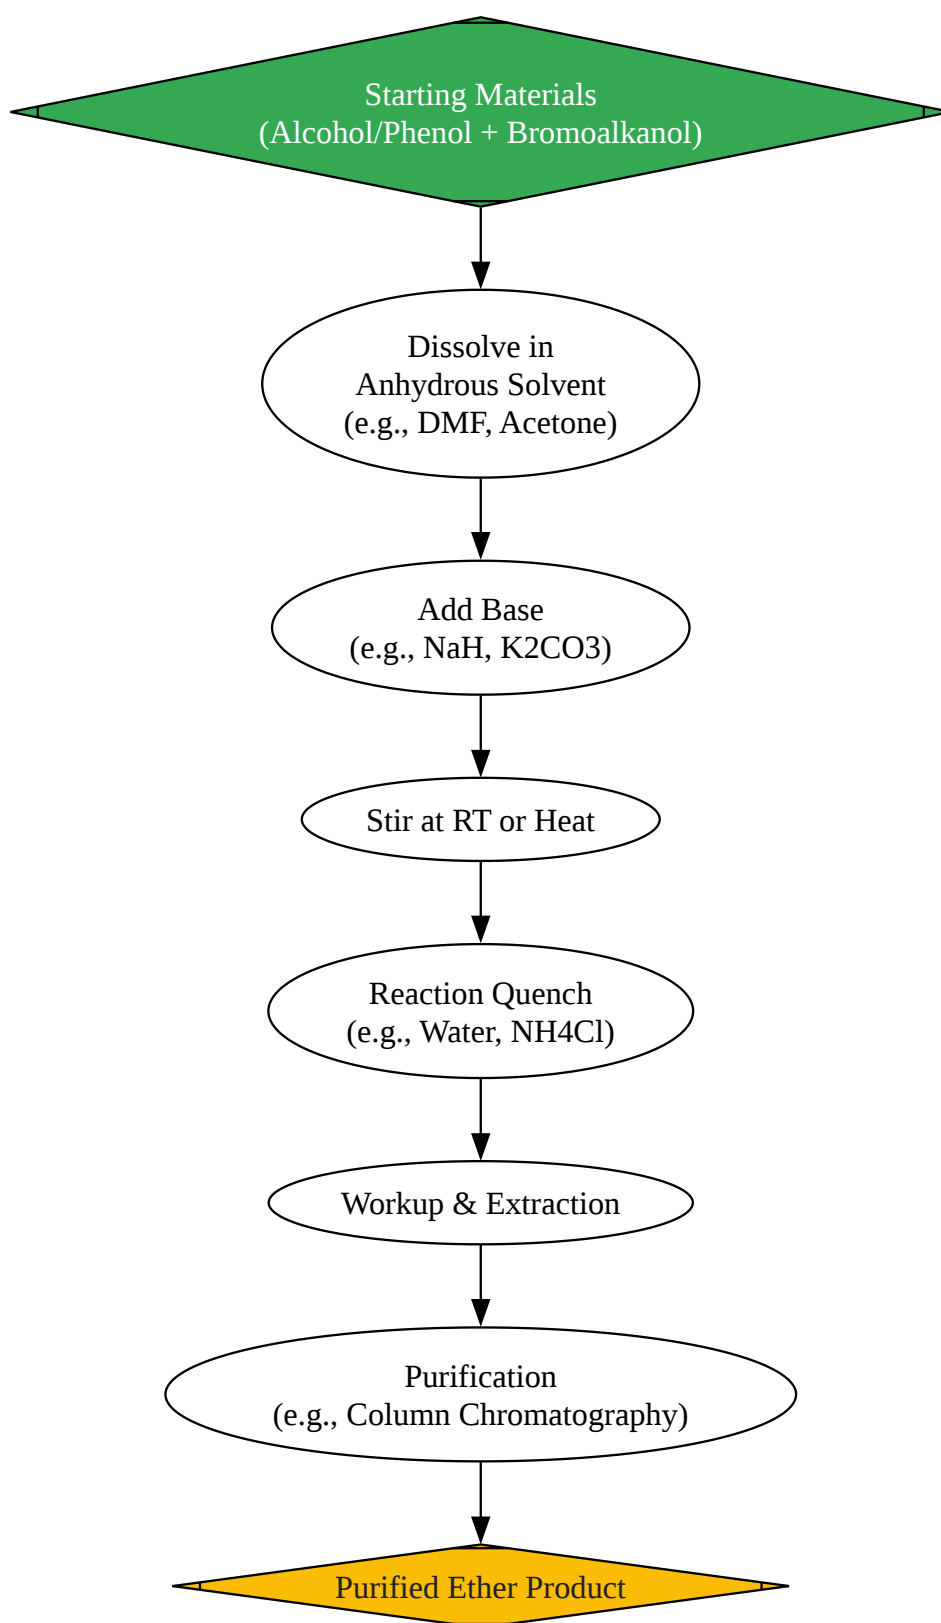 Starting Materials
(Alcohol/Phenol + Bromoalkanol)
Dissolve in
Anhydrous Solvent
(e.g., DMF, Acetone)
Add Base
(e.g., NaH, K2CO3)
Stir at RT or Heat
Reaction Quench
(e.g., Water, NH4Cl)
Workup & Extraction
Purification
(e.g., Column Chromatography)
Purified Ether Product